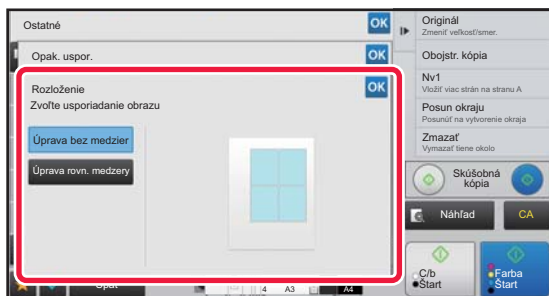 Ostatné
OK
Opak. uspor.
OK
Rozloženie
OK
Zvoľte usporiadanie obrazu
Úprava bez medzier
Úprava rovn. medzery
4
A3
A4
Originál
Zmeniť veľkosť/smer.
Obojstr. kópia
Nv1
Vložiť viac strán na stranu A
Posun okraju
Posunúť na vytvorenie okraja
Zmazať
Vymazať tiene okolo
Skúšobná
kópia
Náhľad
CA
C/b
Štart
Farba
Štart